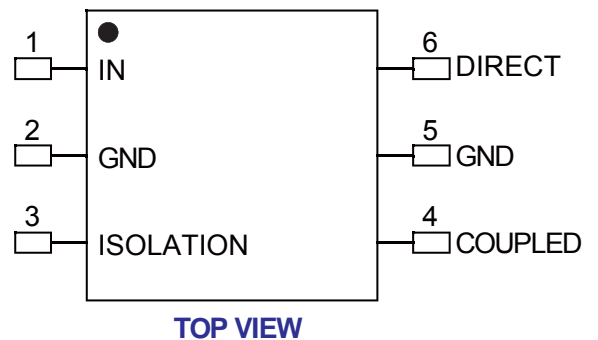 1
IN
6
DIRECT
2
GND
5
GND
3
ISOLATION
4
COUPLED
TOP VIEW